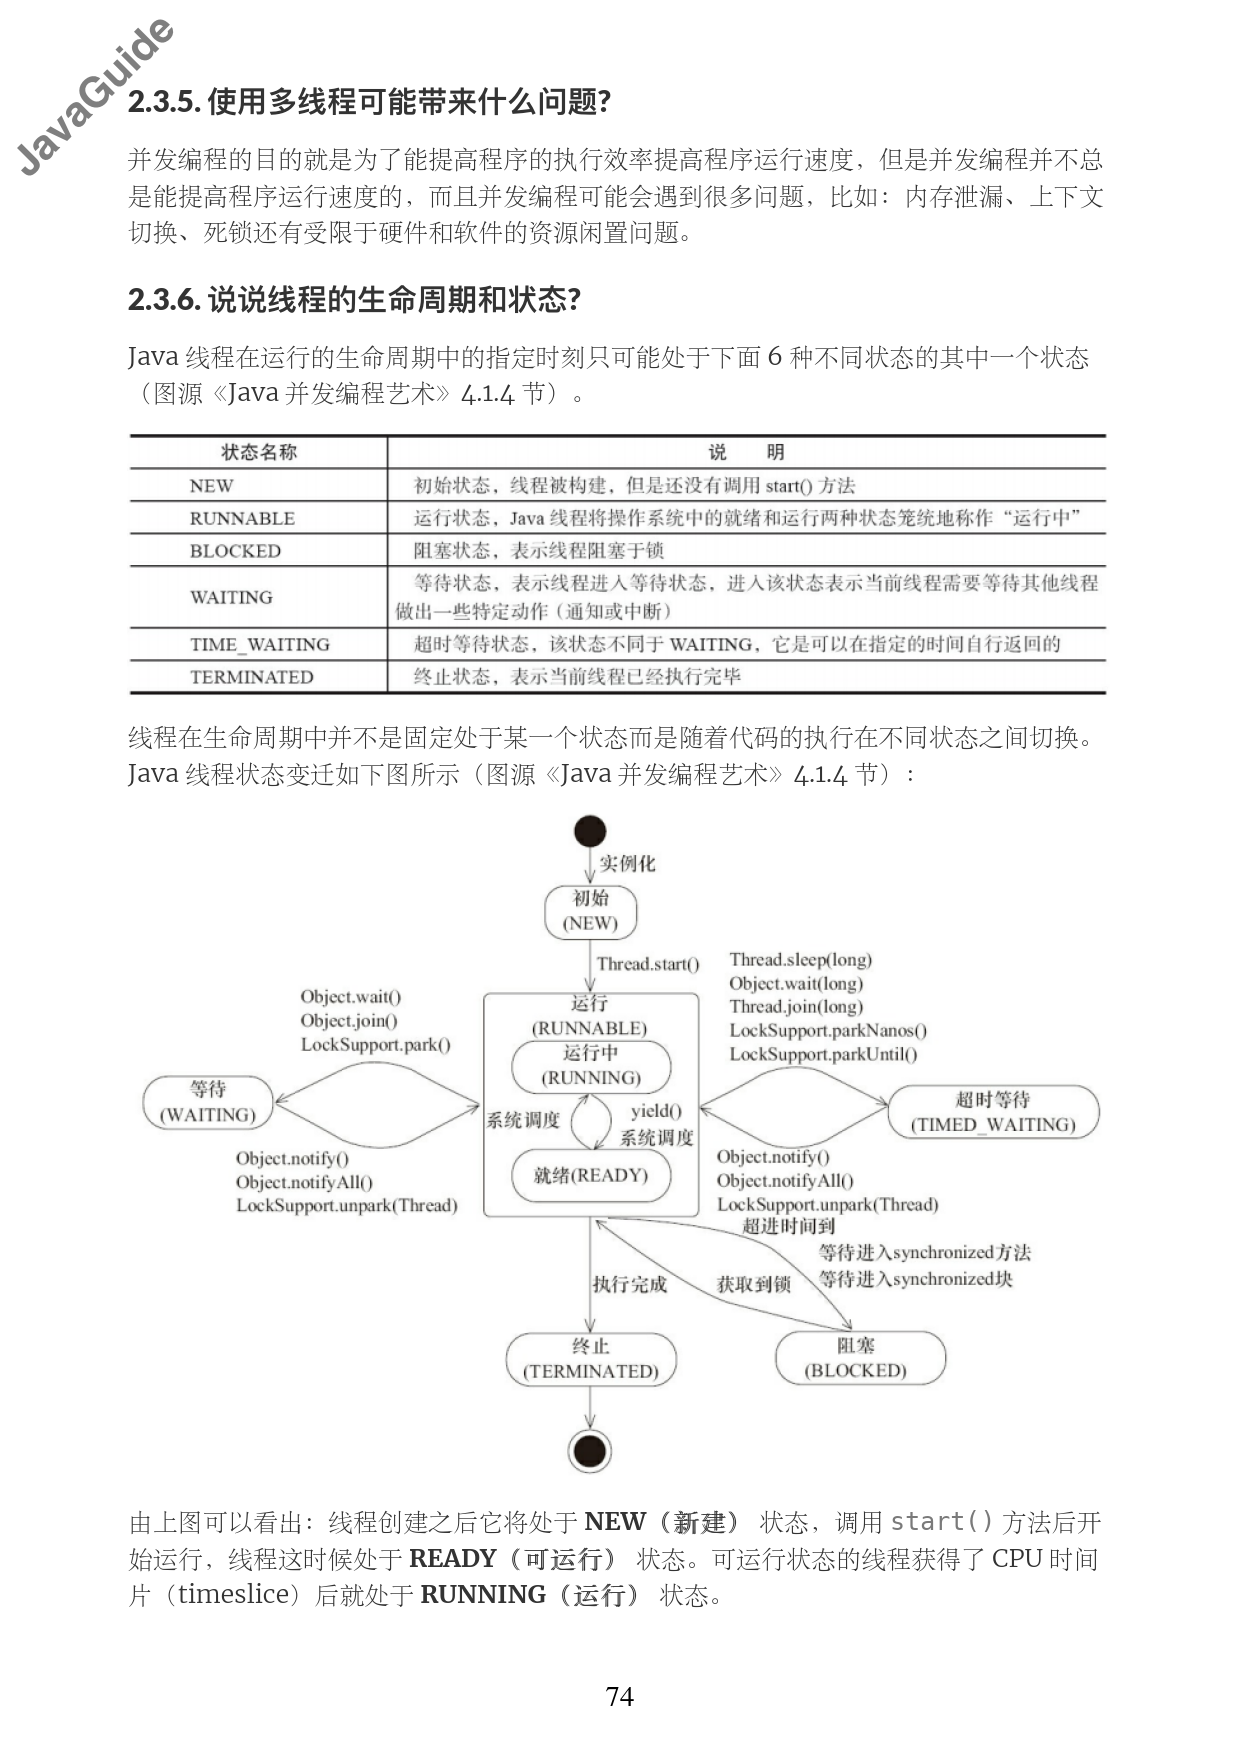 JavaGuide
2.3.5. 使用多线程可能带来什么问题?
并发编程的目的就是为了能提高程序的执行效率提高程序运行速度，但是并发编程并不总
是能提高程序运行速度的，而且并发编程可能会遇到很多问题，比如：内存泄漏、上下文
切换、死锁还有受限于硬件和软件的资源闲置问题。
2.3.6. 说说线程的生命周期和状态?
Java 线程在运行的生命周期中的指定时刻只可能处于下面 6 种不同状态的其中一个状态
（图源《Java 并发编程艺术》4.1.4 节）。
状态名称 说 明
NEW 初始状态，线程被构建，但是还没有调用 start() 方法
RUNNABLE 运行状态，Java 线程将操作系统中的就绪和运行两种状态笼统地称作“运行中”
BLOCKED 阻塞状态，表示线程阻塞于锁
WAITING 等待状态，表示线程进入等待状态，进入该状态表示当前线程需要等待其他线程
做出一些特定动作（通知或中断）
TIME_WAITING 超时等待状态，该状态不同于 WAITING，它是可以在指定的时间自行返回的
TERMINATED 终止状态，表示当前线程已经执行完毕
线程在生命周期中并不是固定处于某一个状态而是随着代码的执行在不同状态之间切换。
Java 线程状态变迁如下图所示（图源《Java 并发编程艺术》4.1.4 节）：
实例化
初始
(NEW)
Thread.start()
Thread.sleep(long)
Object.wait(long)
Thread.join(long)
LockSupport.parkNanos()
LockSupport.parkUntil()
Object.wait()
Object.join()
LockSupport.park()
运行
(RUNNABLE)
运行中
(RUNNING)
等待
(WAITING)
系统调度
yield()
系统调度
超时等待
(TIMED_WAITING)
就绪(READY)
Object.notify()
Object.notifyAll()
LockSupport.unpark(Thread)
Object.notify()
Object.notifyAll()
LockSupport.unpark(Thread)
超进时间到
等待进入synchronized方法
等待进入synchronized块
执行完成
获取到锁
终止
(TERMINATED)
阻塞
(BLOCKED)
由上图可以看出：线程创建之后它将处于 NEW（新建） 状态，调用 start() 方法后开
始运行，线程这时候处于 READY（可运行） 状态。可运行状态的线程获得了 CPU 时间
片（timeslice）后就处于 RUNNING（运行） 状态。
74